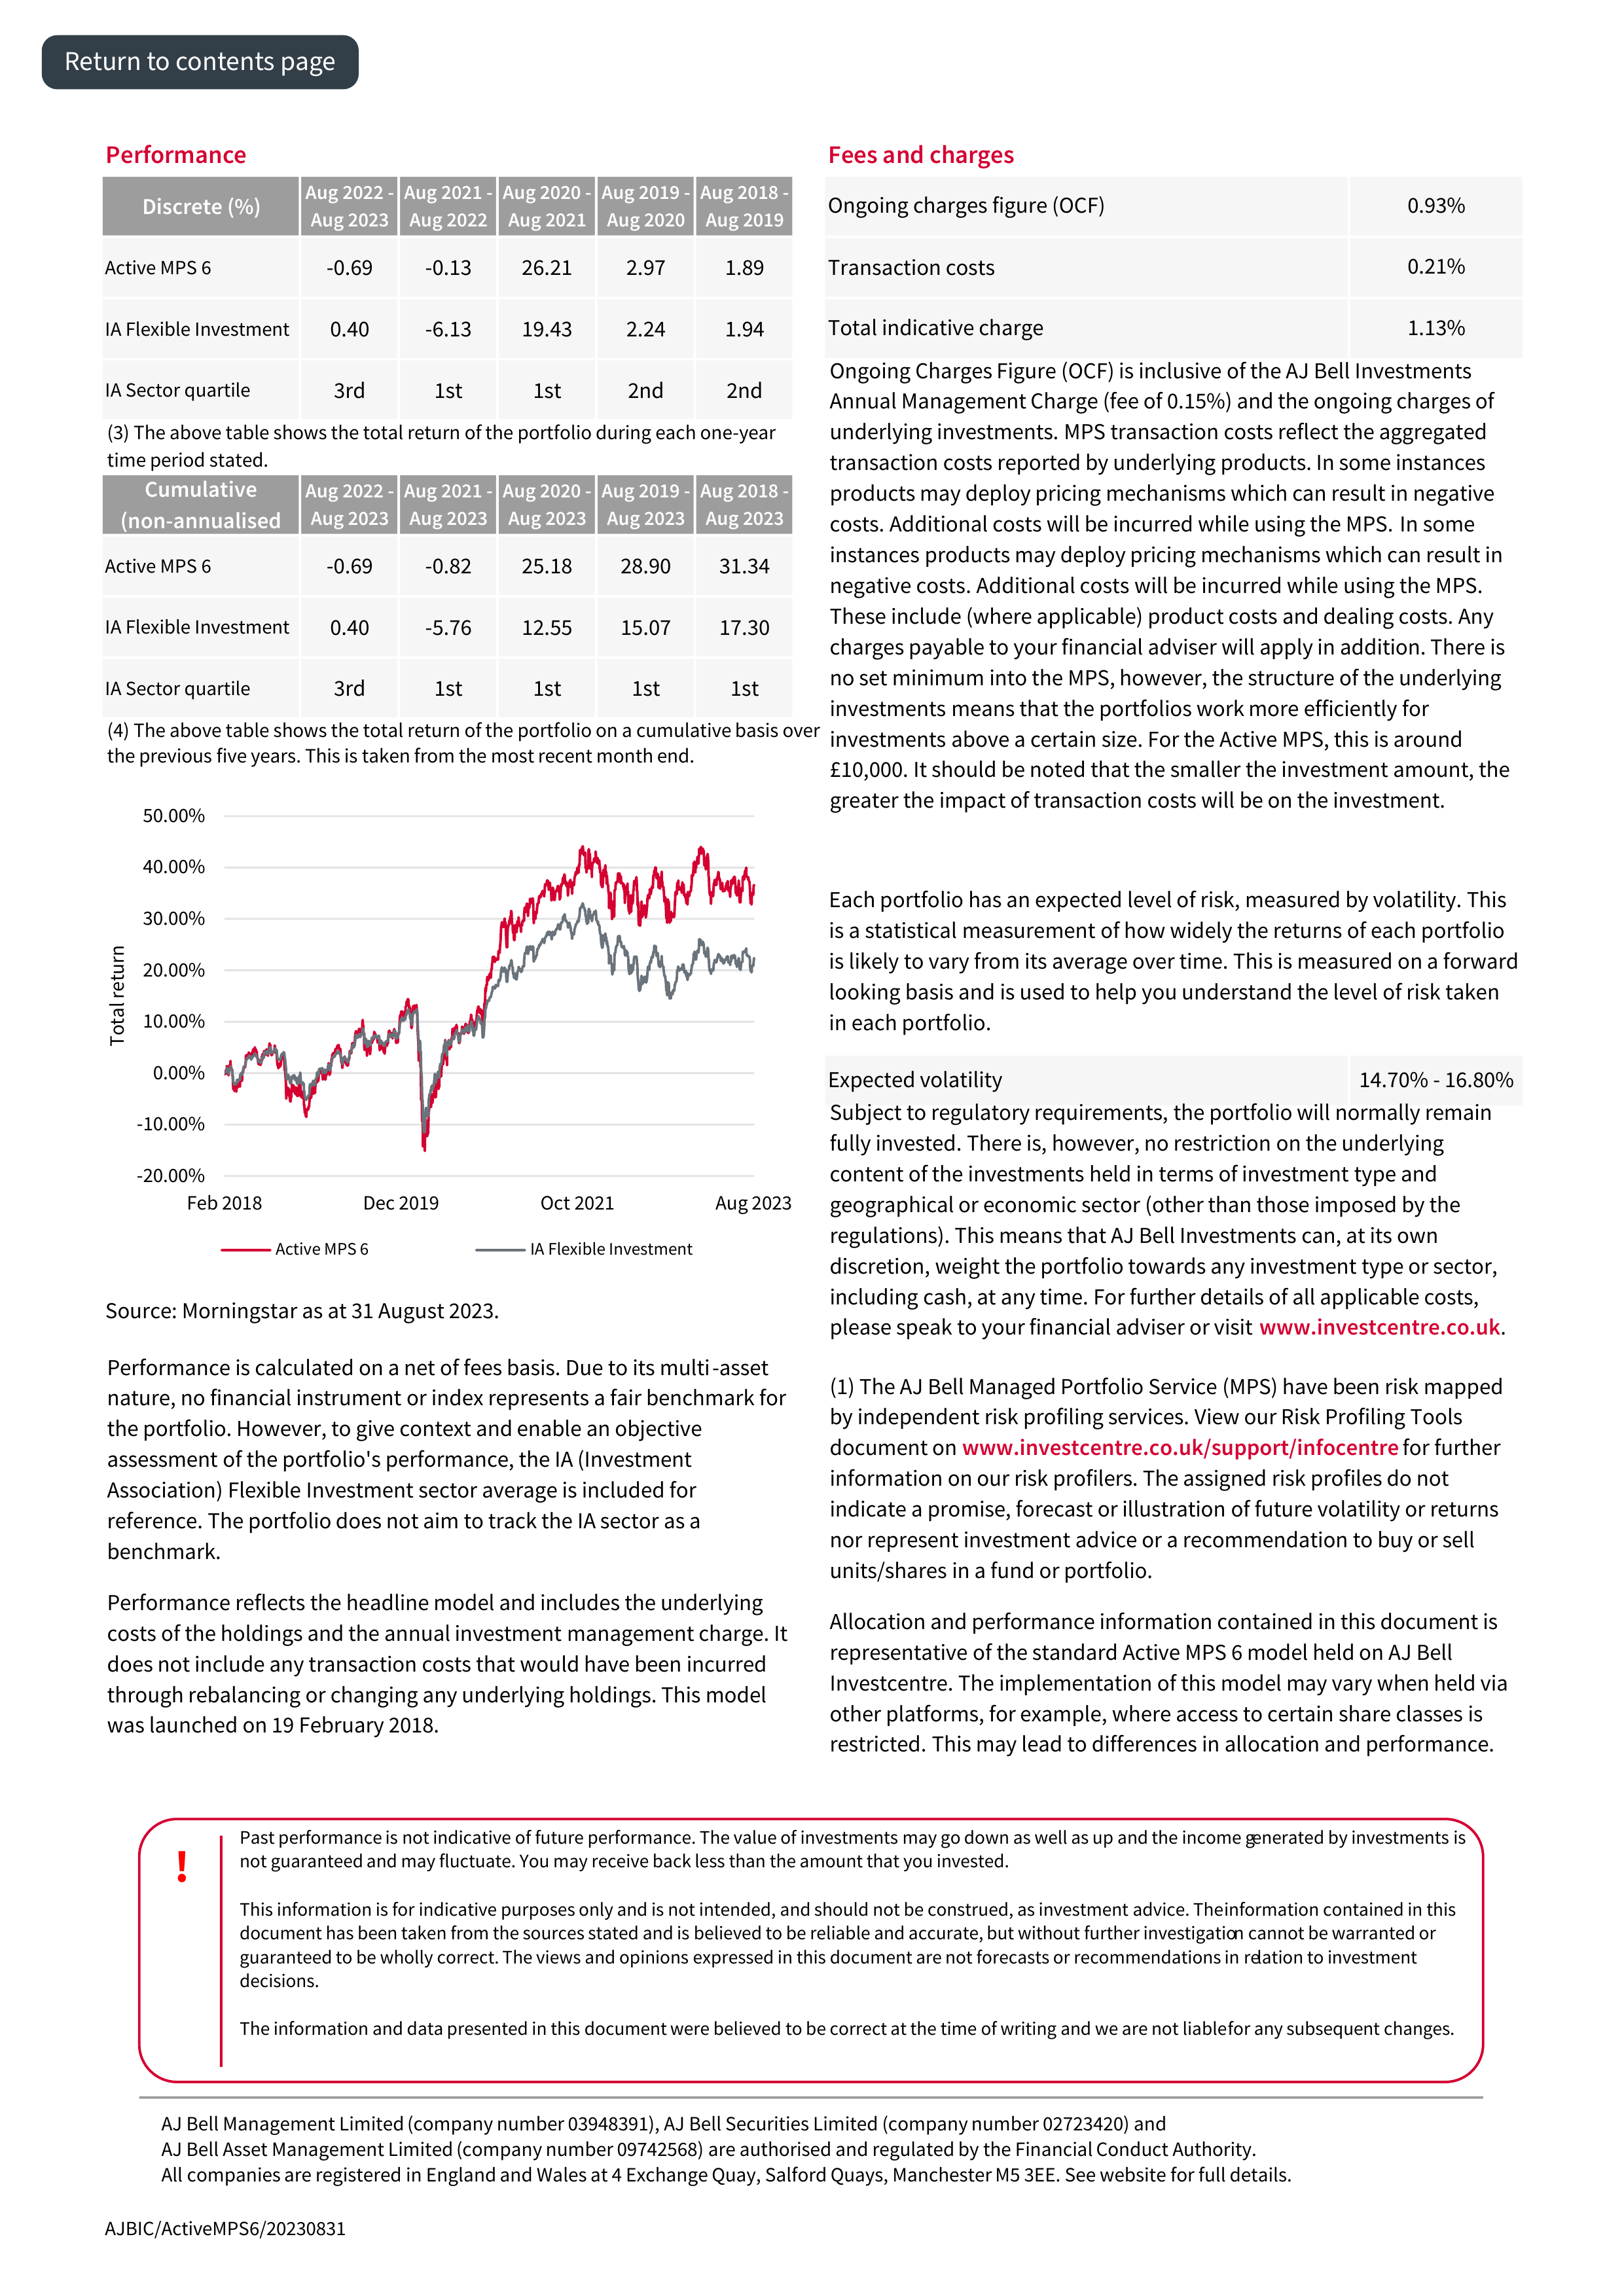 Return to contents page
Performance
Discrete (%)
Aug 2022 - Aug 2021 - Aug 2020 - Aug 2019 - Aug 2018 -
Aug 2023 Aug 2022 Aug 2021 Aug 2020 Aug 2019
Active MPS 6 -0.69 -0.13 26.21 2.97 1.89
IA Flexible Investment 0.40 -6.13 19.43 2.24 1.94
IA Sector quartile 3rd 1st 1st 2nd 2nd
(3) The above table shows the total return of the portfolio during each one-year
time period stated.
Cumulative
(non-annualised
Aug 2022 - Aug 2021 - Aug 2020 - Aug 2019 - Aug 2018 -
Aug 2023 Aug 2023 Aug 2023 Aug 2023 Aug 2023
Active MPS 6 -0.69 -0.82 25.18 28.90 31.34
IA Flexible Investment 0.40 -5.76 12.55 15.07 17.30
IA Sector quartile 3rd 1st 1st 1st 1st
(4) The above table shows the total return of the portfolio on a cumulative basis over
the previous five years. This is taken from the most recent month end.
Total return
50.00%
40.00%
30.00%
20.00%
10.00%
0.00%
-10.00%
-20.00%
Feb 2018 Dec 2019 Oct 2021 Aug 2023
Active MPS 6 IA Flexible Investment
Source: Morningstar as at 31 August 2023.
Performance is calculated on a net of fees basis. Due to its multi-asset
nature, no financial instrument or index represents a fair benchmark for
the portfolio. However, to give context and enable an objective
assessment of the portfolio's performance, the IA (Investment
Association) Flexible Investment sector average is included for
reference. The portfolio does not aim to track the IA sector as a
benchmark.
Performance reflects the headline model and includes the underlying
costs of the holdings and the annual investment management charge. It
does not include any transaction costs that would have been incurred
through rebalancing or changing any underlying holdings. This model
was launched on 19 February 2018.
Fees and charges
Ongoing charges figure (OCF) 0.93%
Transaction costs 0.21%
Total indicative charge 1.13%
Ongoing Charges Figure (OCF) is inclusive of the AJ Bell Investments
Annual Management Charge (fee of 0.15%) and the ongoing charges of
underlying investments. MPS transaction costs reflect the aggregated
transaction costs reported by underlying products. In some instances
products may deploy pricing mechanisms which can result in negative
costs. Additional costs will be incurred while using the MPS. In some
instances products may deploy pricing mechanisms which can result in
negative costs. Additional costs will be incurred while using the MPS.
These include (where applicable) product costs and dealing costs. Any
charges payable to your financial adviser will apply in addition. There is
no set minimum into the MPS, however, the structure of the underlying
investments means that the portfolios work more efficiently for
investments above a certain size. For the Active MPS, this is around
£10,000. It should be noted that the smaller the investment amount, the
greater the impact of transaction costs will be on the investment.
Each portfolio has an expected level of risk, measured by volatility. This
is a statistical measurement of how widely the returns of each portfolio
is likely to vary from its average over time. This is measured on a forward
looking basis and is used to help you understand the level of risk taken
in each portfolio.
Expected volatility 14.70% - 16.80%
Subject to regulatory requirements, the portfolio will normally remain
fully invested. There is, however, no restriction on the underlying
content of the investments held in terms of investment type and
geographical or economic sector (other than those imposed by the
regulations). This means that AJ Bell Investments can, at its own
discretion, weight the portfolio towards any investment type or sector,
including cash, at any time. For further details of all applicable costs,
please speak to your financial adviser or visit www.investcentre.co.uk.
(1) The AJ Bell Managed Portfolio Service (MPS) have been risk mapped
by independent risk profiling services. View our Risk Profiling Tools
document on www.investcentre.co.uk/support/infocentre for further
information on our risk profilers. The assigned risk profiles do not
indicate a promise, forecast or illustration of future volatility or returns
nor represent investment advice or a recommendation to buy or sell
units/shares in a fund or portfolio.
Allocation and performance information contained in this document is
representative of the standard Active MPS 6 model held on AJ Bell
Investcentre. The implementation of this model may vary when held via
other platforms, for example, where access to certain share classes is
restricted. This may lead to differences in allocation and performance.
!
Past performance is not indicative of future performance. The value of investments may go down as well as up and the income generated by investments is
not guaranteed and may fluctuate. You may receive back less than the amount that you invested.
This information is for indicative purposes only and is not intended, and should not be construed, as investment advice. Theinformation contained in this
document has been taken from the sources stated and is believed to be reliable and accurate, but without further investigation cannot be warranted or
guaranteed to be wholly correct. The views and opinions expressed in this document are not forecasts or recommendations in relation to investment
decisions.
The information and data presented in this document were believed to be correct at the time of writing and we are not liablefor any subsequent changes.
AJ Bell Management Limited (company number 03948391), AJ Bell Securities Limited (company number 02723420) and
AJ Bell Asset Management Limited (company number 09742568) are authorised and regulated by the Financial Conduct Authority.
All companies are registered in England and Wales at 4 Exchange Quay, Salford Quays, Manchester M5 3EE. See website for full details.
AJBIC/ActiveMPS6/20230831